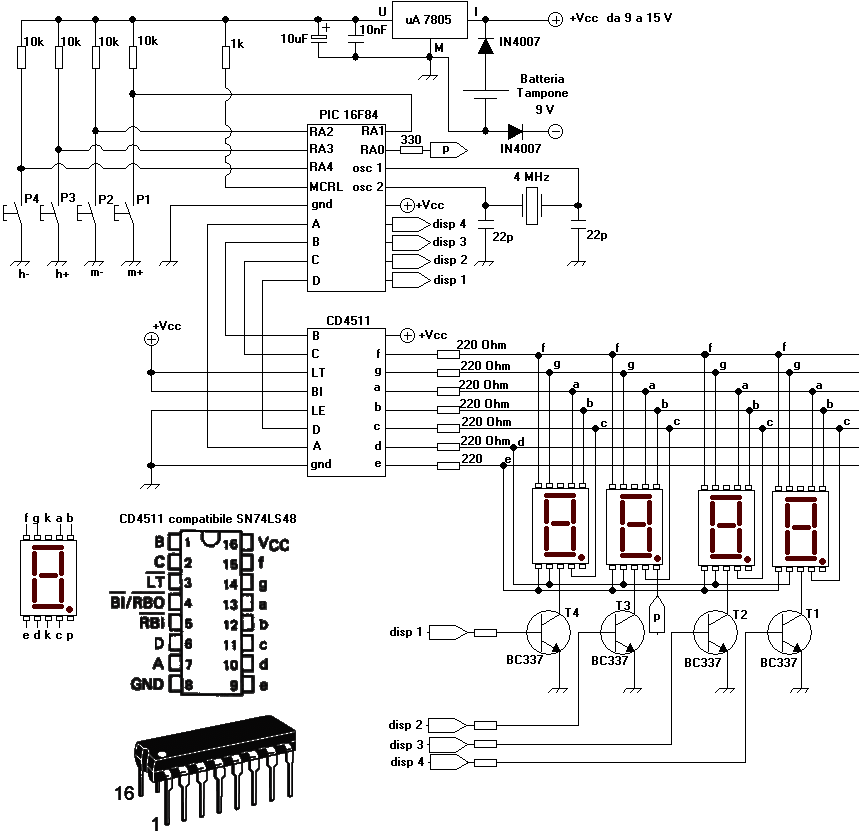 U
uA 7805
I
+Vcc da 9 a 15 V
10k
10k
10k
10k
1k
10uF
+
10nF
M
IN4007
Batteria
Tampone
9 V
IN4007
PIC 16F84
RA2
RA1
RA3
RA0
330
p
RA4
osc 1
MCRL
osc 2
4 MHz
gnd
+Vcc
22p
22p
A
disp 4
B
disp 3
C
disp 2
D
disp 1
P4
P3
P2
P1
h-
h+
m-
m+
+Vcc
CD4511
B
+Vcc
C
f
220 Ohm
f
f
f
f
LT
g
220 Ohm
g
g
g
g
BI
a
220 Ohm
a
a
a
a
LE
b
220 Ohm
b
b
b
b
D
c
220 Ohm
c
c
c
c
A
d
220 Ohm
d
gnd
e
220
e
f g k a b
e d k c p
CD4511 compatibile SN74LS48
B 1 16 VCC
C 2 15 f
LT 3 14 g
BI/RBO 4 13 a
RBI 5 12 b
D 6 11 c
A 7 10 d
GND 8 9 e
16
1
disp 1
T4
BC337
T3
BC337
p
T2
BC337
T1
BC337
disp 2
disp 3
disp 4